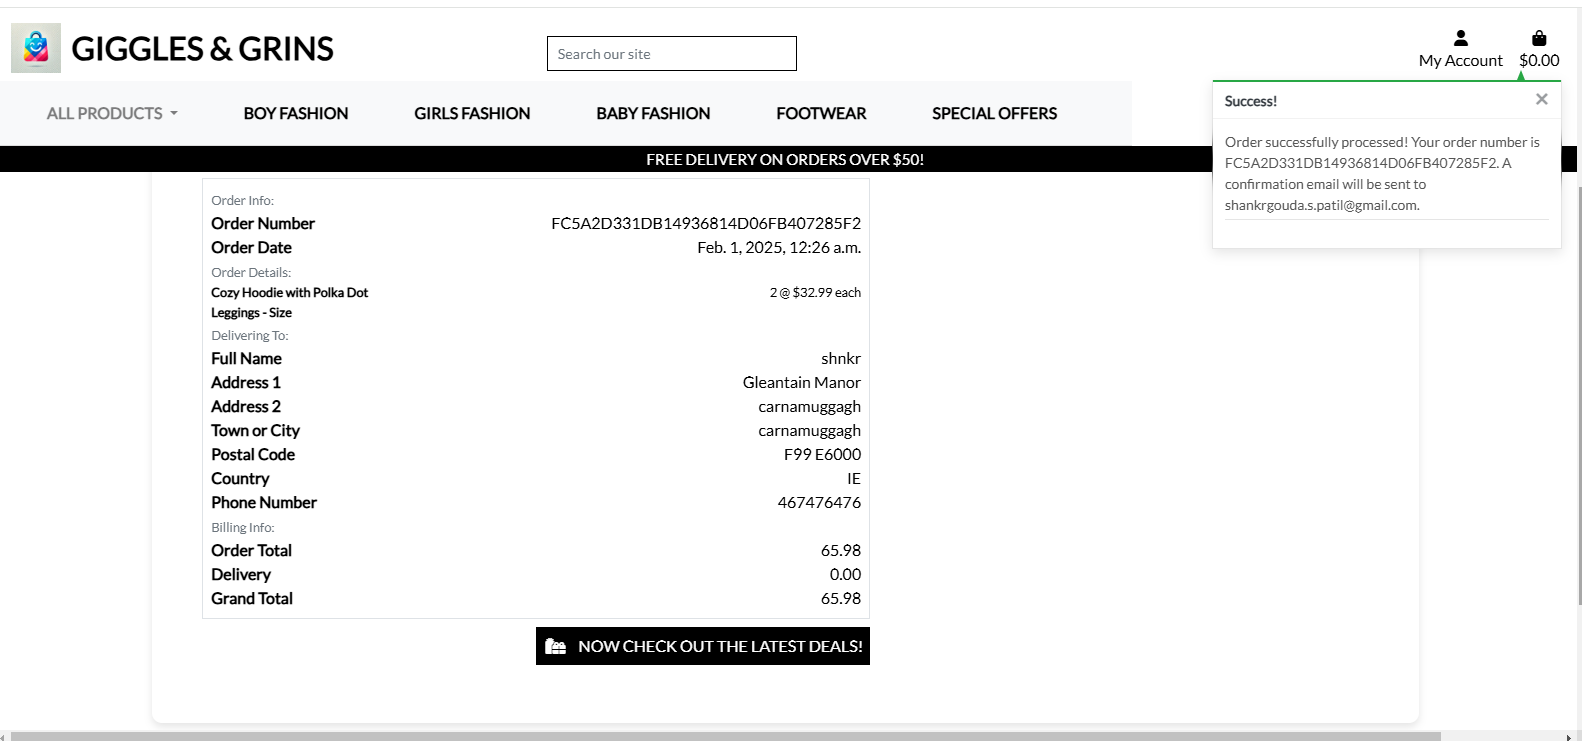 GIGGLES & GRINS
Search our site
My Account
$0.00
ALL PRODUCTS
BOY FASHION
GIRLS FASHION
BABY FASHION
FOOTWEAR
SPECIAL OFFERS
FREE DELIVERY ON ORDERS OVER $50!
Success!
Order successfully processed! Your order number is
FC5A2D331DB14936814D06FB407285F2. A
confirmation email will be sent to
shankrgouda.s.patil@gmail.com.
Order Info:
Order Number FC5A2D331DB14936814D06FB407285F2
Order Date Feb. 1, 2025, 12:26 a.m.
Order Details:
Cozy Hoodie with Polka Dot 2 @ $32.99 each
Leggings - Size
Delivering To:
Full Name shnkr
Address 1 Gleantain Manor
Address 2 carnamuggagh
Town or City carnamuggagh
Postal Code F99 E6000
Country IE
Phone Number 467476476
Billing Info:
Order Total 65.98
Delivery 0.00
Grand Total 65.98
NOW CHECK OUT THE LATEST DEALS!